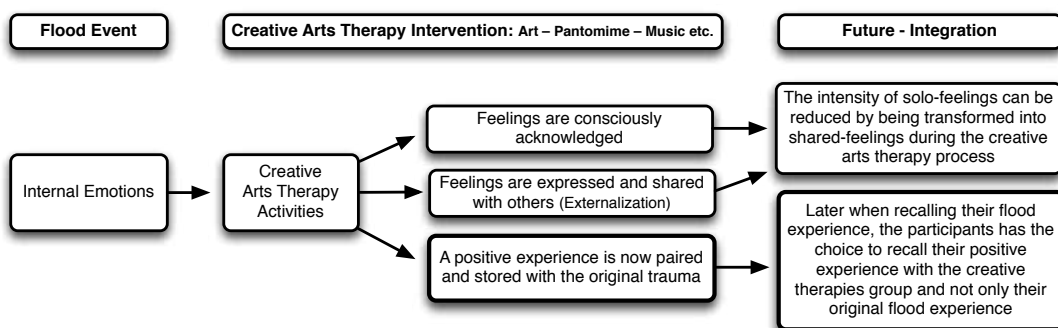 Flood Event
Creative Arts Therapy Intervention: Art – Pantomime – Music etc.
Future - Integration
Internal Emotions
Creative
Arts Therapy
Activities
Feelings are consciously
acknowledged
Feelings are expressed and shared
with others (Externalization)
A positive experience is now paired
and stored with the original trauma
The intensity of solo-feelings can be
reduced by being transformed into
shared-feelings during the creative
arts therapy process
Later when recalling their flood
experience, the participants has the
choice to recall their positive
experience with the creative
therapies group and not only their
original flood experience